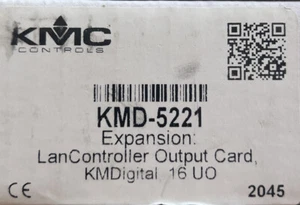 KMC
CONTROLS
KMD-5221
Expansion:
LanController Output Card,
KMDigital, 16 UO
CE 2045